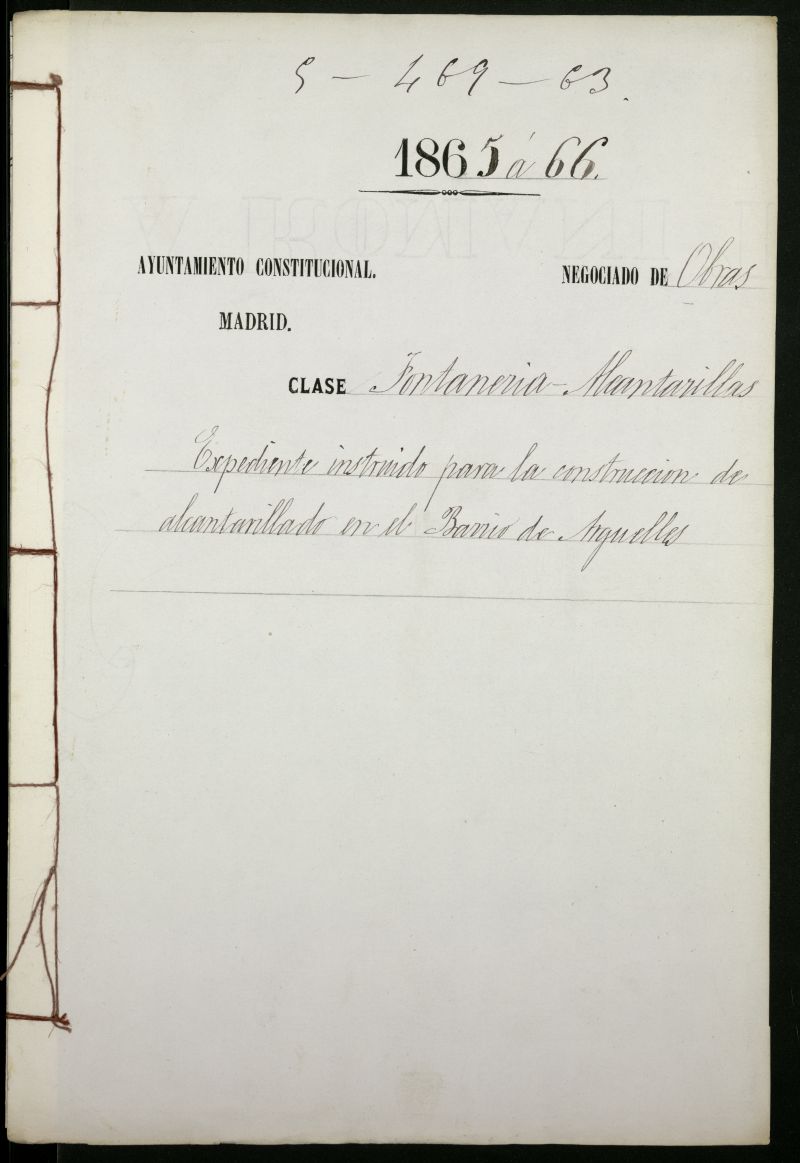 5 - 469 - 63.
1865 á 66.
AYUNTAMIENTO CONSTITUCIONAL.
NEGOCIADO DE Obras
MADRID.
CLASE Fontaneria - Alcantarillas
Expediente instruido para la construccion de
alcantarillado en el Barrio de Arguelles